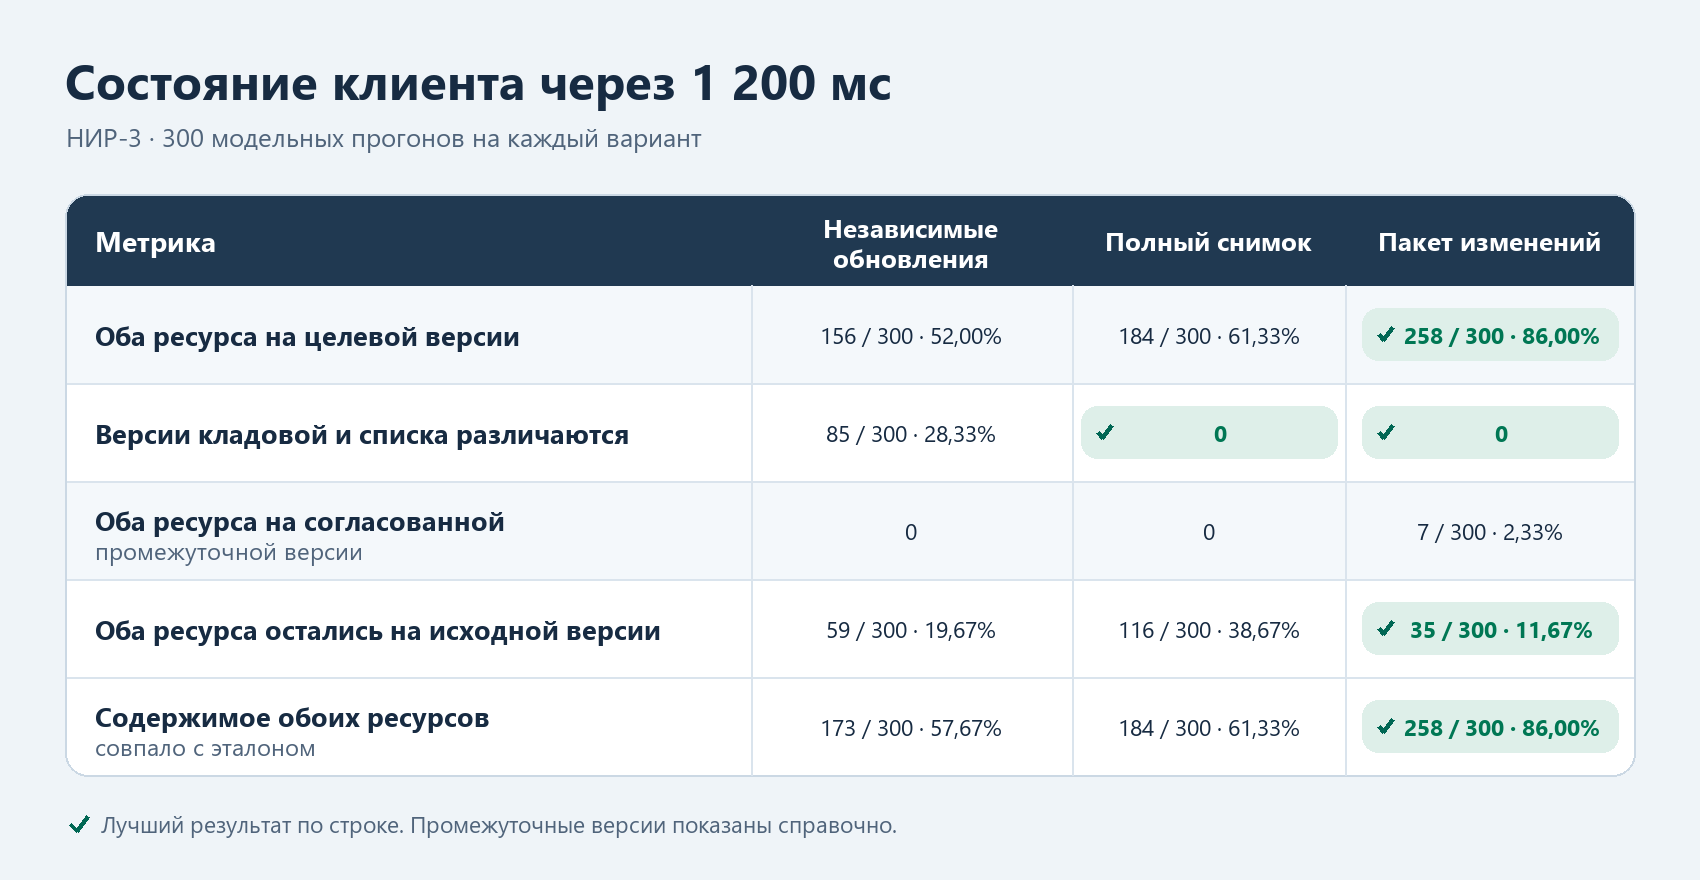 Состояние клиента через 1 200 мс
НИР-3 · 300 модельных прогонов на каждый вариант
Метрика
Независимые
обновления
Полный снимок
Пакет изменений
Оба ресурса на целевой версии
156 / 300 · 52,00%
184 / 300 · 61,33%
✓ 258 / 300 · 86,00%
Версии кладовой и списка различаются
85 / 300 · 28,33%
✓ 0
✓ 0
Оба ресурса на согласованной
промежуточной версии
0
0
7 / 300 · 2,33%
Оба ресурса остались на исходной версии
59 / 300 · 19,67%
116 / 300 · 38,67%
✓ 35 / 300 · 11,67%
Содержимое обоих ресурсов
совпало с эталоном
173 / 300 · 57,67%
184 / 300 · 61,33%
✓ 258 / 300 · 86,00%
✓ Лучший результат по строке. Промежуточные версии показаны справочно.